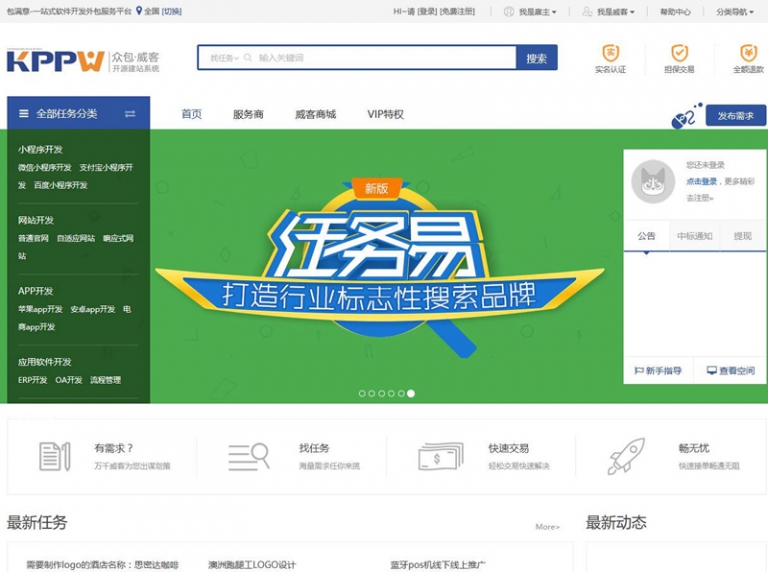 包满意-一站式软件开发外包服务平台 全国 [切换]
HI~请 [登录] [免费注册]
我是雇主
我是威客
帮助中心
分类导航
KPPW 众包·威客
开源建站系统
找任务 输入关键词
搜索
实名认证
担保交易
全额退款
全部任务分类
首页
服务商
威客商城
VIP特权
发布需求
小程序开发
微信小程序开发 支付宝小程序开
发 百度小程序开发
网站开发
普通官网 自适应网站 响应式网
站
APP开发
苹果app开发 安卓app开发 电
商app开发
应用软件开发
ERP开发 OA开发 流程管理
新版
任务易
打造行业标志性搜索品牌
您还未登录
点击登录，更多精彩
去注册»
公告
中标通知
提现
新手指导
查看空间
有需求？
万千威客为您出谋划策
找任务
海量需求任你来挑
快速交易
轻松交易快速解决
畅无忧
快速接单畅通无阻
最新任务
More>
最新动态
需要制作logo的酒店名称：思密达咖啡
澳洲跑腿工LOGO设计
蓝牙pos机线下线上推广